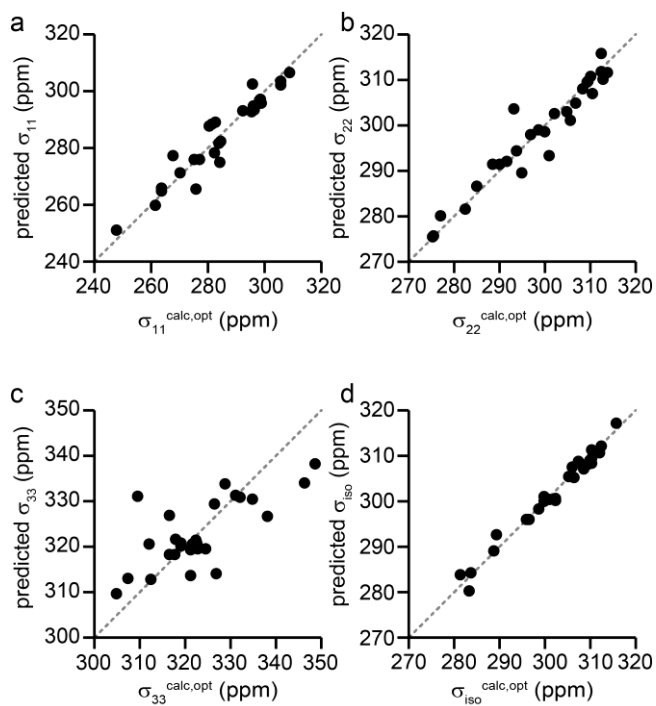 a
320
300
280
260
240
240 260 280 300 320
predicted σ11 (ppm)
σ11calc,opt (ppm)
b
320
310
300
290
280
270
270 280 290 300 310 320
predicted σ22 (ppm)
σ22calc,opt (ppm)
c
350
340
330
320
310
300
300 310 320 330 340 350
predicted σ33 (ppm)
σ33calc,opt (ppm)
d
320
310
300
290
280
270
270 280 290 300 310 320
predicted σiso (ppm)
σisocalc,opt (ppm)